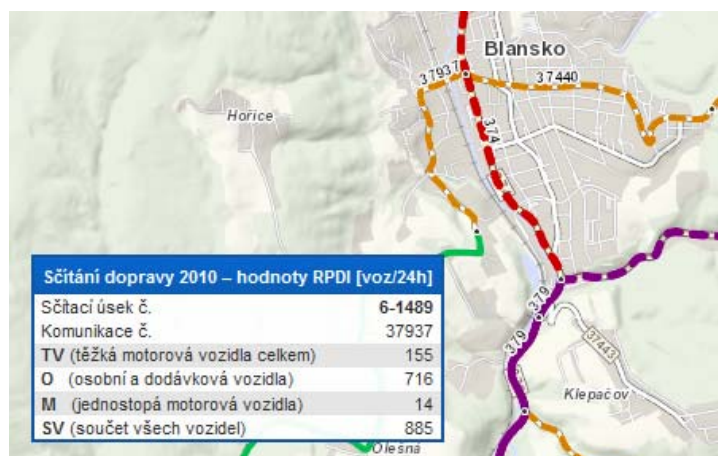 Blansko
37937
37440
Hořice
374
379
379
37443
Klepačov
Olešná
Sčítání dopravy 2010 – hodnoty RPDI [voz/24h]
Sčítací úsek č. 6-1489
Komunikace č. 37937
TV (těžká motorová vozidla celkem) 155
O (osobní a dodávková vozidla) 716
M (jednostopá motorová vozidla) 14
SV (součet všech vozidel) 885